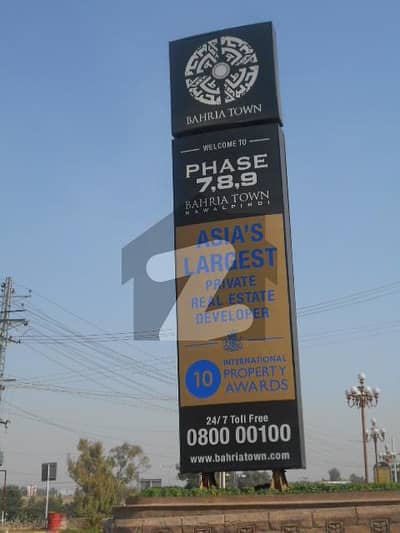 BAHRIA TOWN
WELCOME TO
PHASE
7,8,9
BAHRIA TOWN
RAWALPINDI
ASIA'S
LARGEST
PRIVATE
REAL ESTATE
DEVELOPER
10
INTERNATIONAL
PROPERTY
AWARDS
24/7 Toll Free
0800 00100
www.bahriatown.com